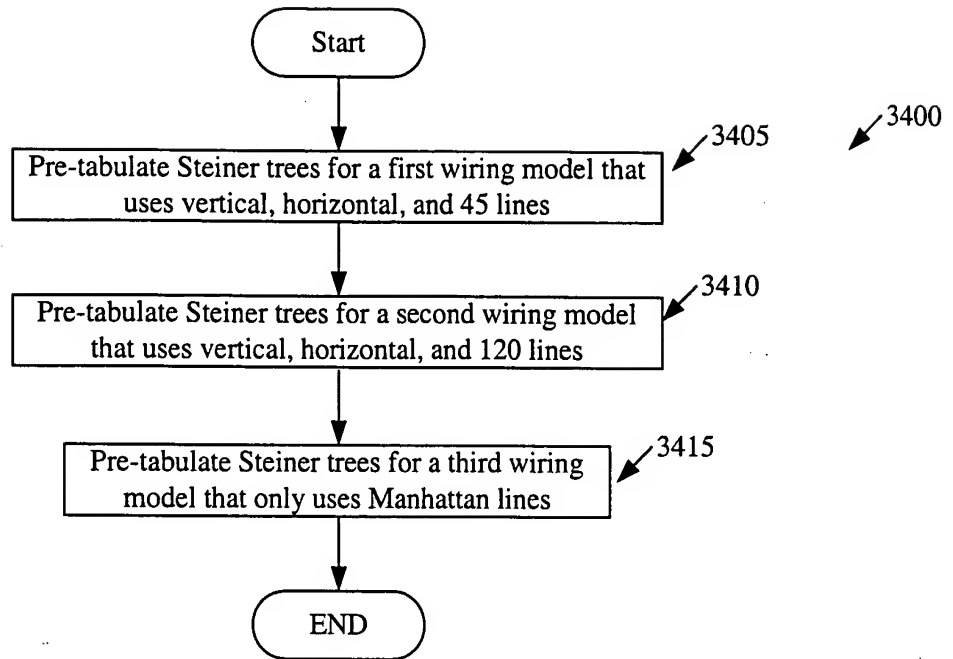 Start
3400
3405
Pre-tabulate Steiner trees for a first wiring model that
uses vertical, horizontal, and 45 lines
3410
Pre-tabulate Steiner trees for a second wiring model
that uses vertical, horizontal, and 120 lines
3415
Pre-tabulate Steiner trees for a third wiring
model that only uses Manhattan lines
END